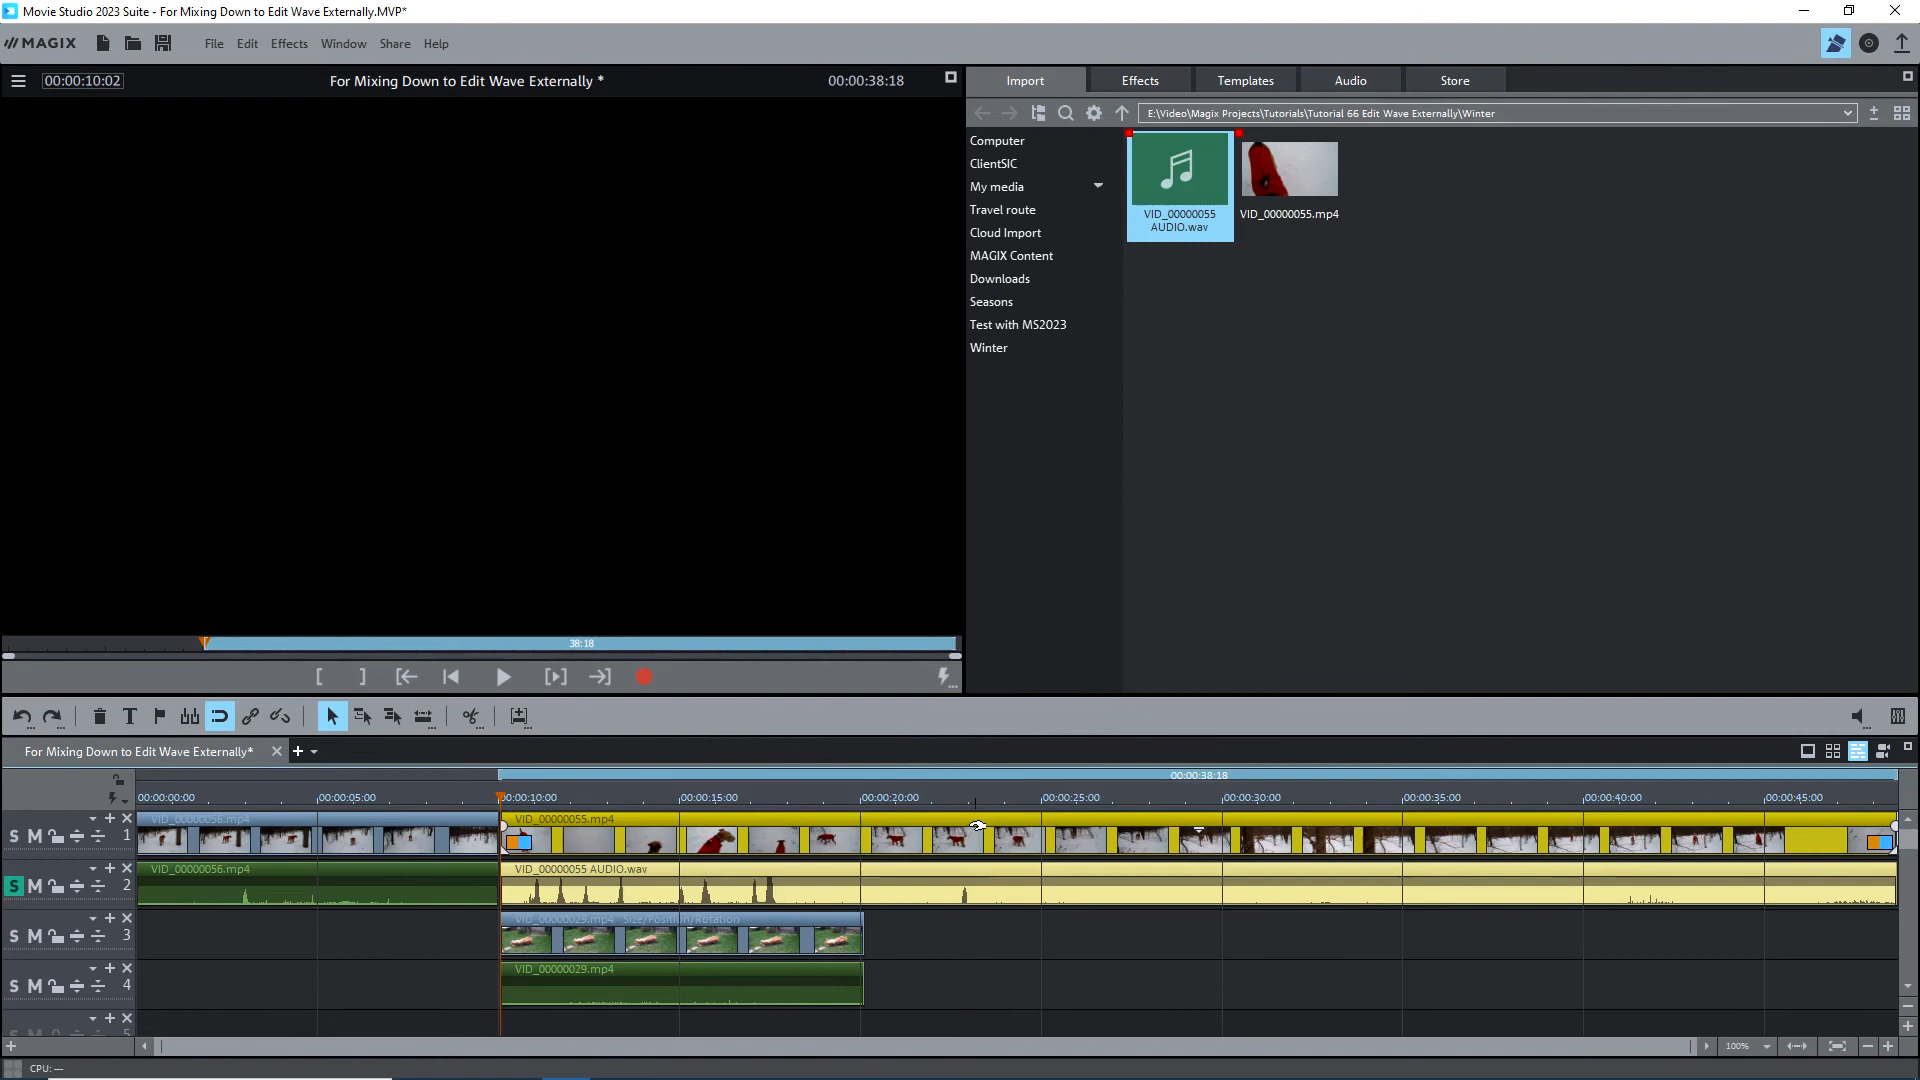 Movie Studio 2023 Suite - For Mixing Down to Edit Wave Externally.MVP*
MAGIX
File Edit Effects Window Share Help
00:00:10:02
For Mixing Down to Edit Wave Externally *
00:00:38:18
Import Effects Templates Audio Store
E:\Video\Magix Projects\Tutorials\Tutorial 66 Edit Wave Externally\Winter
Computer
ClientSIC
My media
Travel route
Cloud Import
MAGIX Content
Downloads
Seasons
Test with MS2023
Winter
VID_00000055
AUDIO.wav
VID_00000055.mp4
38:18
For Mixing Down to Edit Wave Externally*
00:00:38:18
00:00:00:00 00:00:05:00 00:00:10:00 00:00:15:00 00:00:20:00 00:00:25:00 00:00:30:00 00:00:35:00 00:00:40:00 00:00:45:00
S M 1
VID_00000056.mp4
VID_00000055.mp4
S M 2
VID_00000056.mp4
VID_00000055 AUDIO.wav
S M 3
VID_00000029.mp4 Size/Position/Rotation
S M 4
VID_00000029.mp4
S M 5
100%
CPU: —